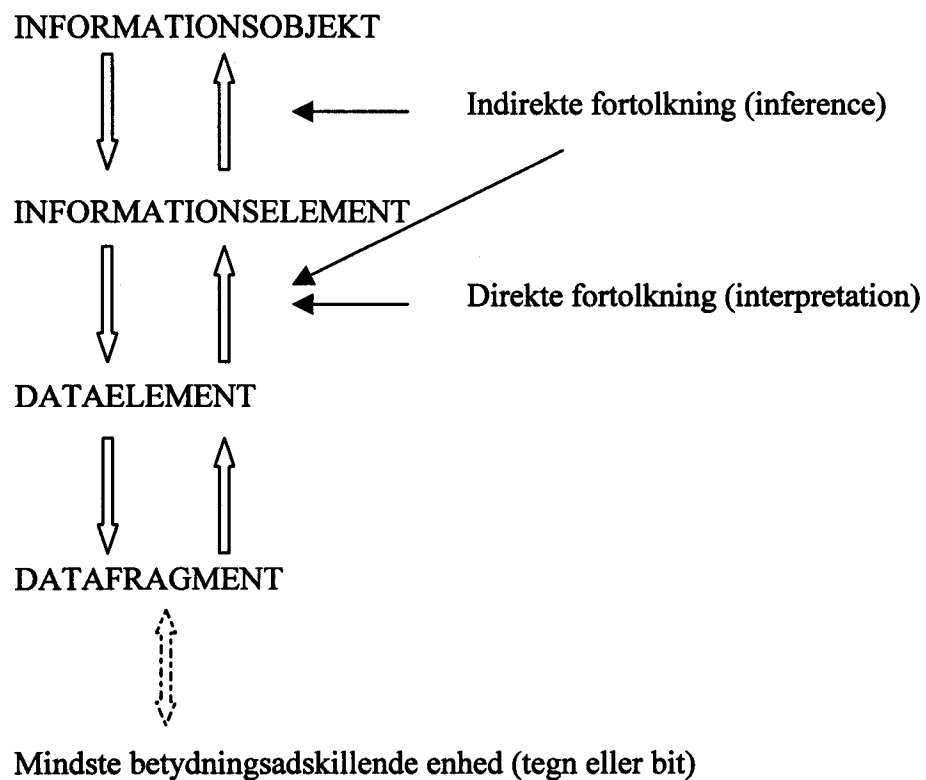 INFORMATIONSOBJEKT
Indirekte fortolkning (inference)
INFORMATIONSELEMENT
Direkte fortolkning (interpretation)
DATAELEMENT
DATAFRAGMENT
Mindste betydningsadskillende enhed (tegn eller bit)